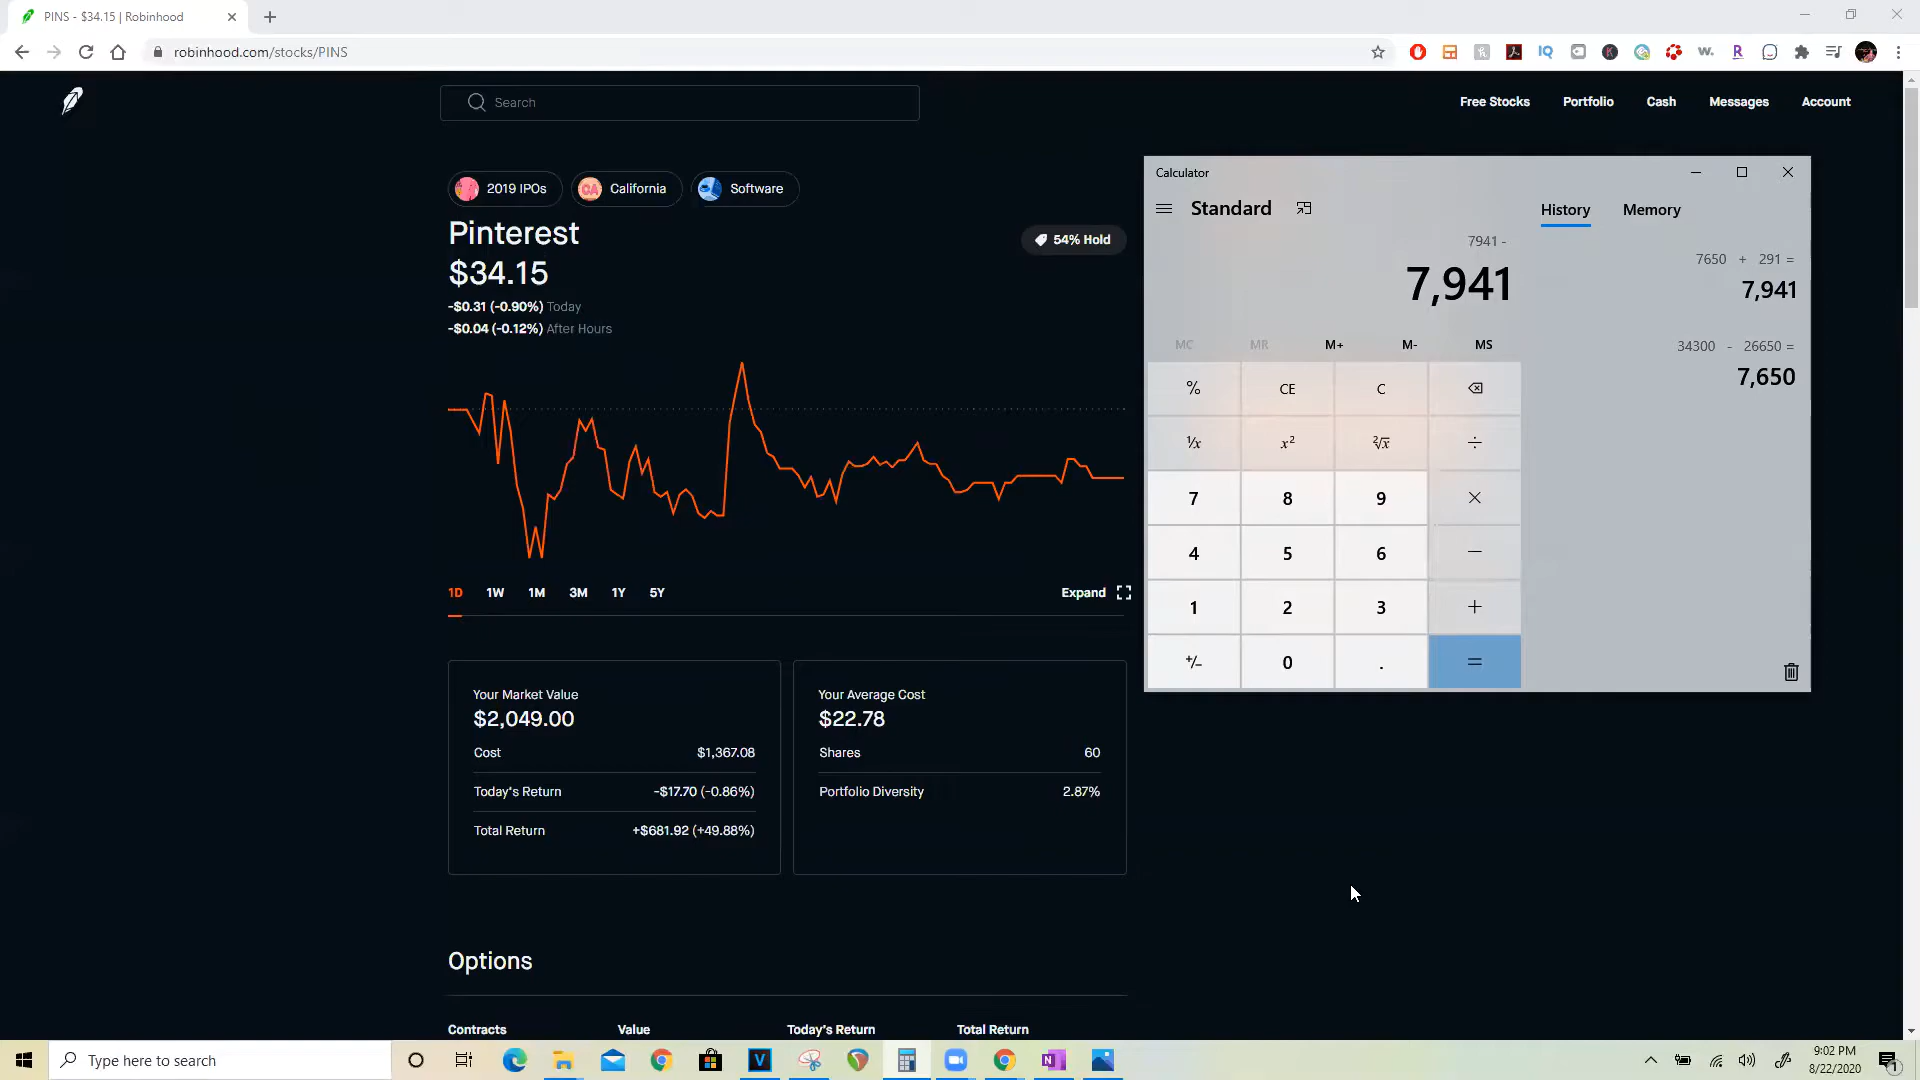 PINS - $34.15 | Robinhood
robinhood.com/stocks/PINS
Search
Free Stocks Portfolio Cash Messages Account
2019 IPOs California Software
Pinterest
54% Hold
$34.15
-$0.31 (-0.90%) Today
-$0.04 (-0.12%) After Hours
1D 1W 1M 3M 1Y 5Y Expand
Your Market Value
$2,049.00
Cost $1,367.08
Today's Return -$17.70 (-0.86%)
Total Return +$681.92 (+49.88%)
Your Average Cost
$22.78
Shares 60
Portfolio Diversity 2.87%
Options
Contracts Value Today's Return Total Return
Calculator
Standard
History Memory
7941 -
7,941
7650 + 291 =
7,941
34300 - 26650 =
7,650
MC MR M+ M- MS
% CE C
⅟x x² ²√x ÷
7 8 9 ×
4 5 6 −
1 2 3 +
+/- 0 . =
Type here to search
9:02 PM
8/22/2020